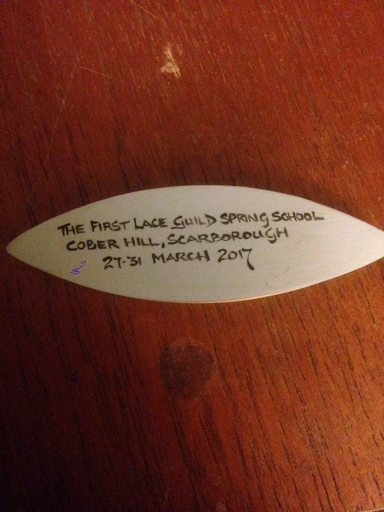 THE FIRST LACE GUILD SPRING SCHOOL
COBER HILL, SCARBOROUGH
27-31 MARCH 2017